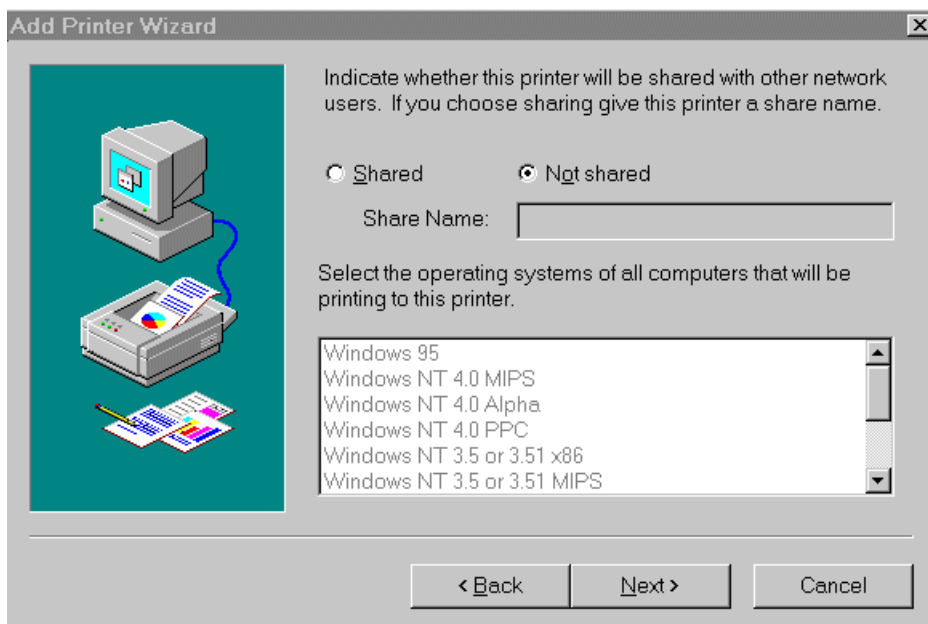 Add Printer Wizard
Indicate whether this printer will be shared with other network
users. If you choose sharing give this printer a share name.
Shared
Not shared
Share Name:
Select the operating systems of all computers that will be
printing to this printer.
Windows 95
Windows NT 4.0 MIPS
Windows NT 4.0 Alpha
Windows NT 4.0 PPC
Windows NT 3.5 or 3.51 x86
Windows NT 3.5 or 3.51 MIPS
< Back
Next >
Cancel